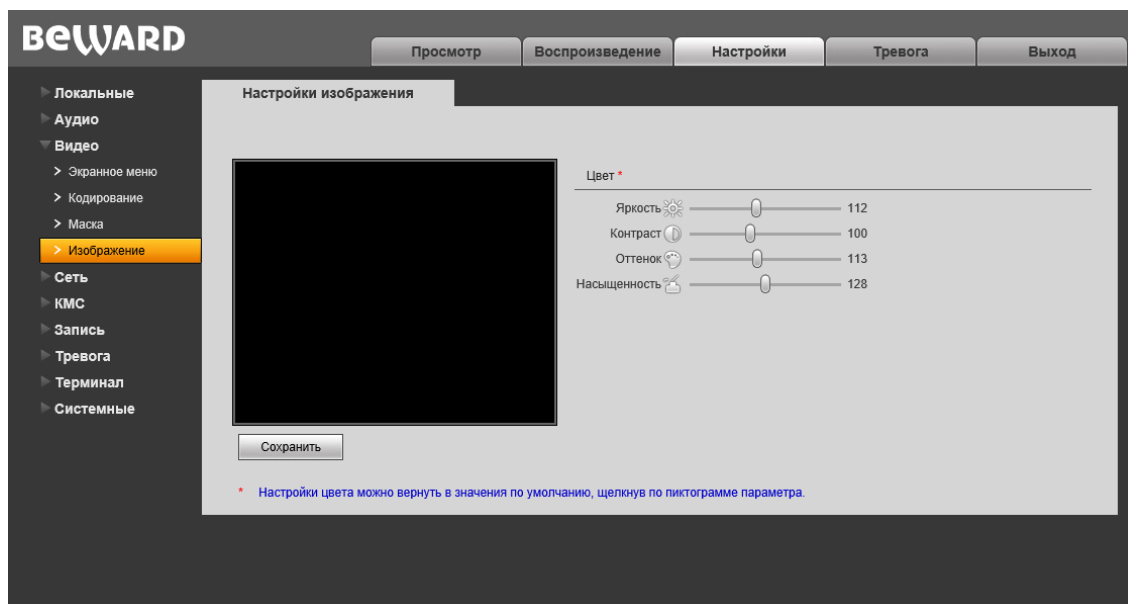 BEWARD
Просмотр Воспроизведение Настройки Тревога Выход
Локальные
Аудио
Видео
> Экранное меню
> Кодирование
> Маска
> Изображение
Сеть
КМС
Запись
Тревога
Терминал
Системные
Настройки изображения
Цвет *
Яркость 112
Контраст 100
Оттенок 113
Насыщенность 128
Сохранить
* Настройки цвета можно вернуть в значения по умолчанию, щелкнув по пиктограмме параметра.